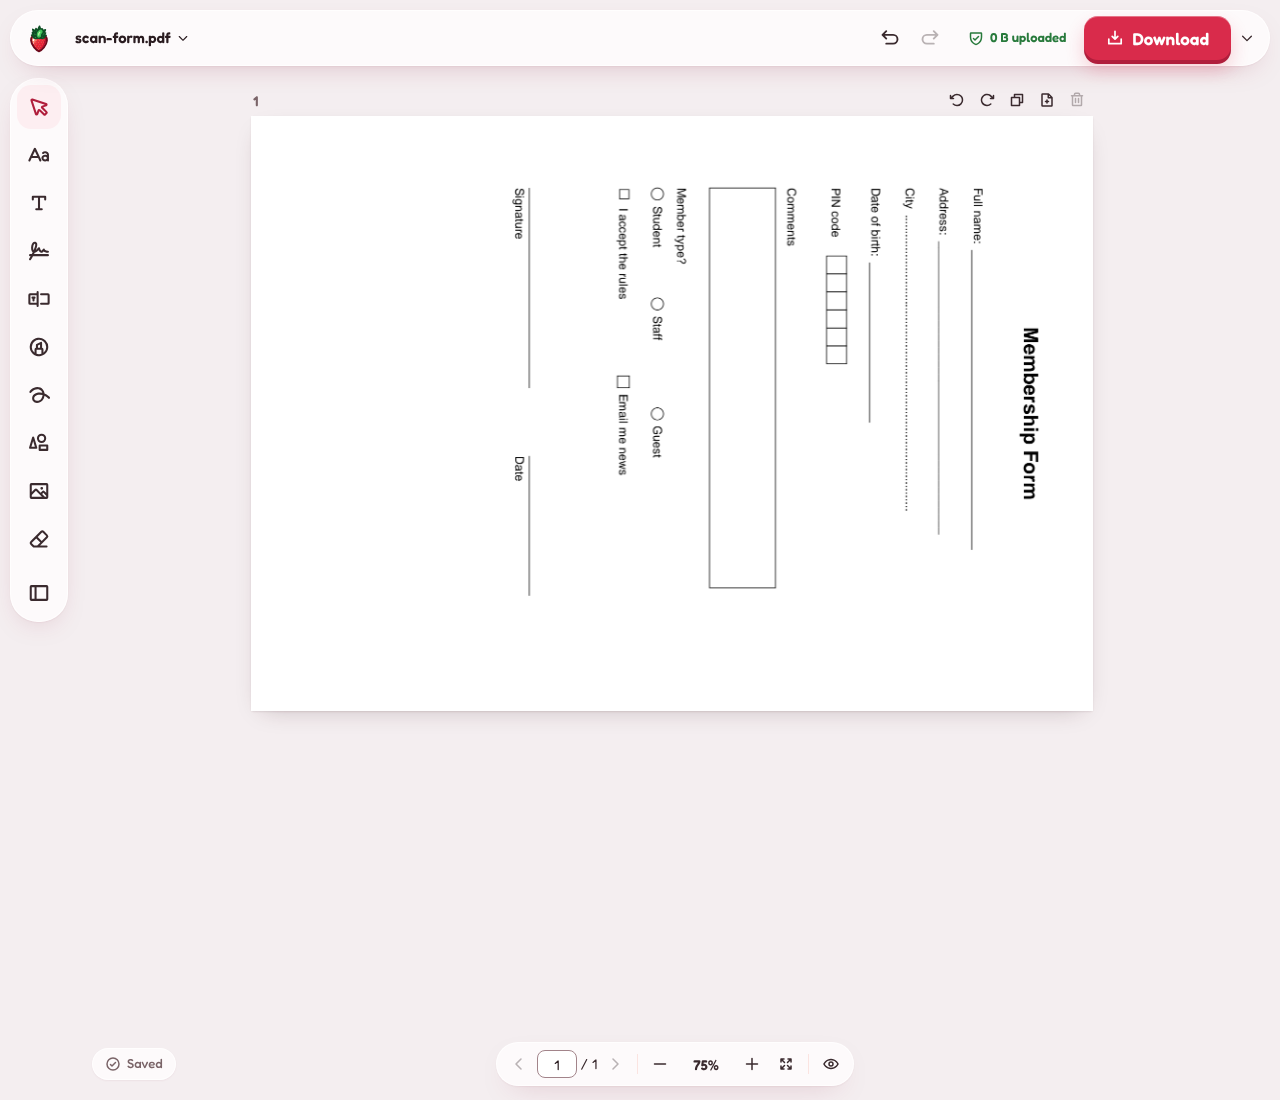 scan-form.pdf
0 B uploaded
Download
1
Aa
T
Membership Form
Full name:
Address:
City
Date of birth:
PIN code
Comments
Member type?
Student Staff Guest
I accept the rules Email me news
Signature Date
Saved
1 / 1
75%